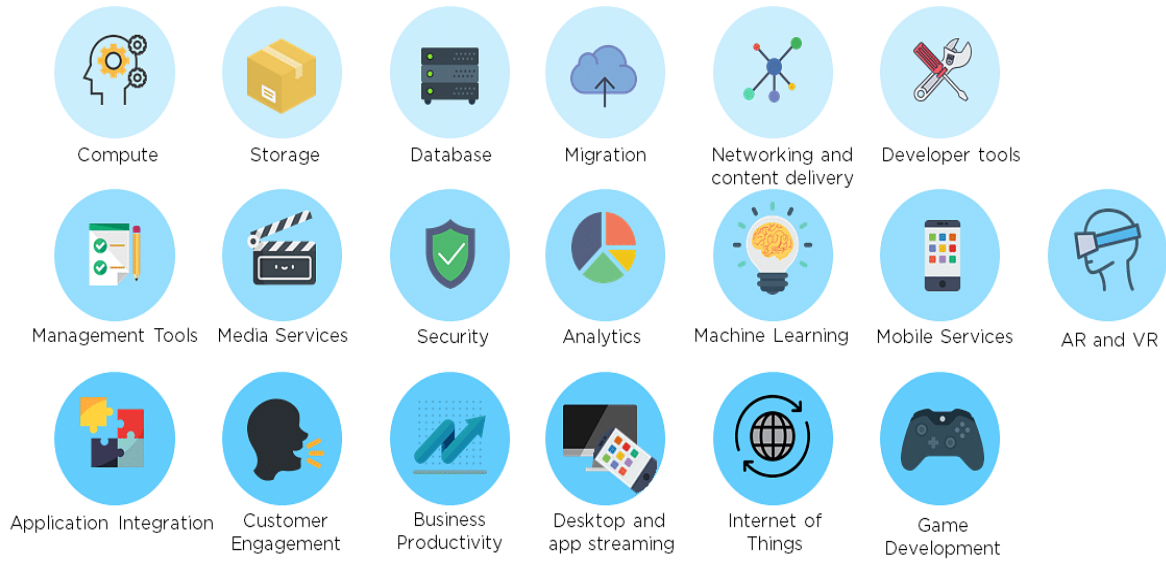 Compute
Storage
Database
Migration
Networking and
content delivery
Developer tools
Management Tools
Media Services
Security
Analytics
Machine Learning
Mobile Services
AR and VR
Application Integration
Customer
Engagement
Business
Productivity
Desktop and
app streaming
Internet of
Things
Game
Development